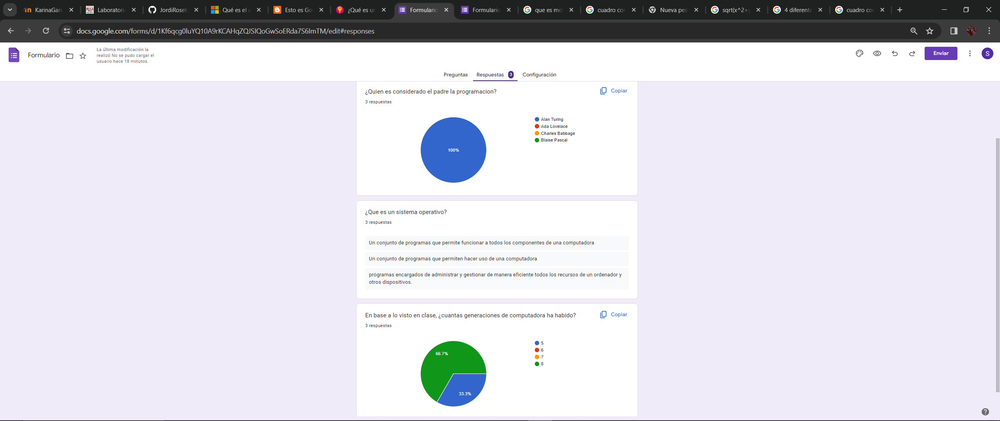 KarinaGarc
Laboratori
JordiRoset
Qué es el a
Esto es Go
¿Qué es un
Formulario
Formulario
que es mo
cuadro co
Nueva pes
sqrt(x^2+y
4 diferente
cuadro co
docs.google.com/forms/d/1Kf6qcg0luYQ10A9rKCAHqZQJSIQoGwSoERda7S6ImTM/edit#responses
Formulario
La última modificación la
realizó No se pudo cargar el
usuario hace 18 minutos.
Enviar
S
Preguntas
Respuestas 3
Configuración
¿Quien es considerado el padre la programacion?
Copiar
3 respuestas
Alan Turing
Ada Lovelace
Charles Babbage
Blaise Pascal
100%
¿Que es un sistema operativo?
3 respuestas
Un conjunto de programas que permite funcionar a todos los componentes de una computadora
Un conjunto de programas que permiten hacer uso de una computadora
programas encargados de administrar y gestionar de manera eficiente todos los recursos de un ordenador y
otros dispositivos.
En base a lo visto en clase, ¿cuantas generaciones de computadora ha habido?
Copiar
3 respuestas
5
6
7
8
66.7%
33.3%